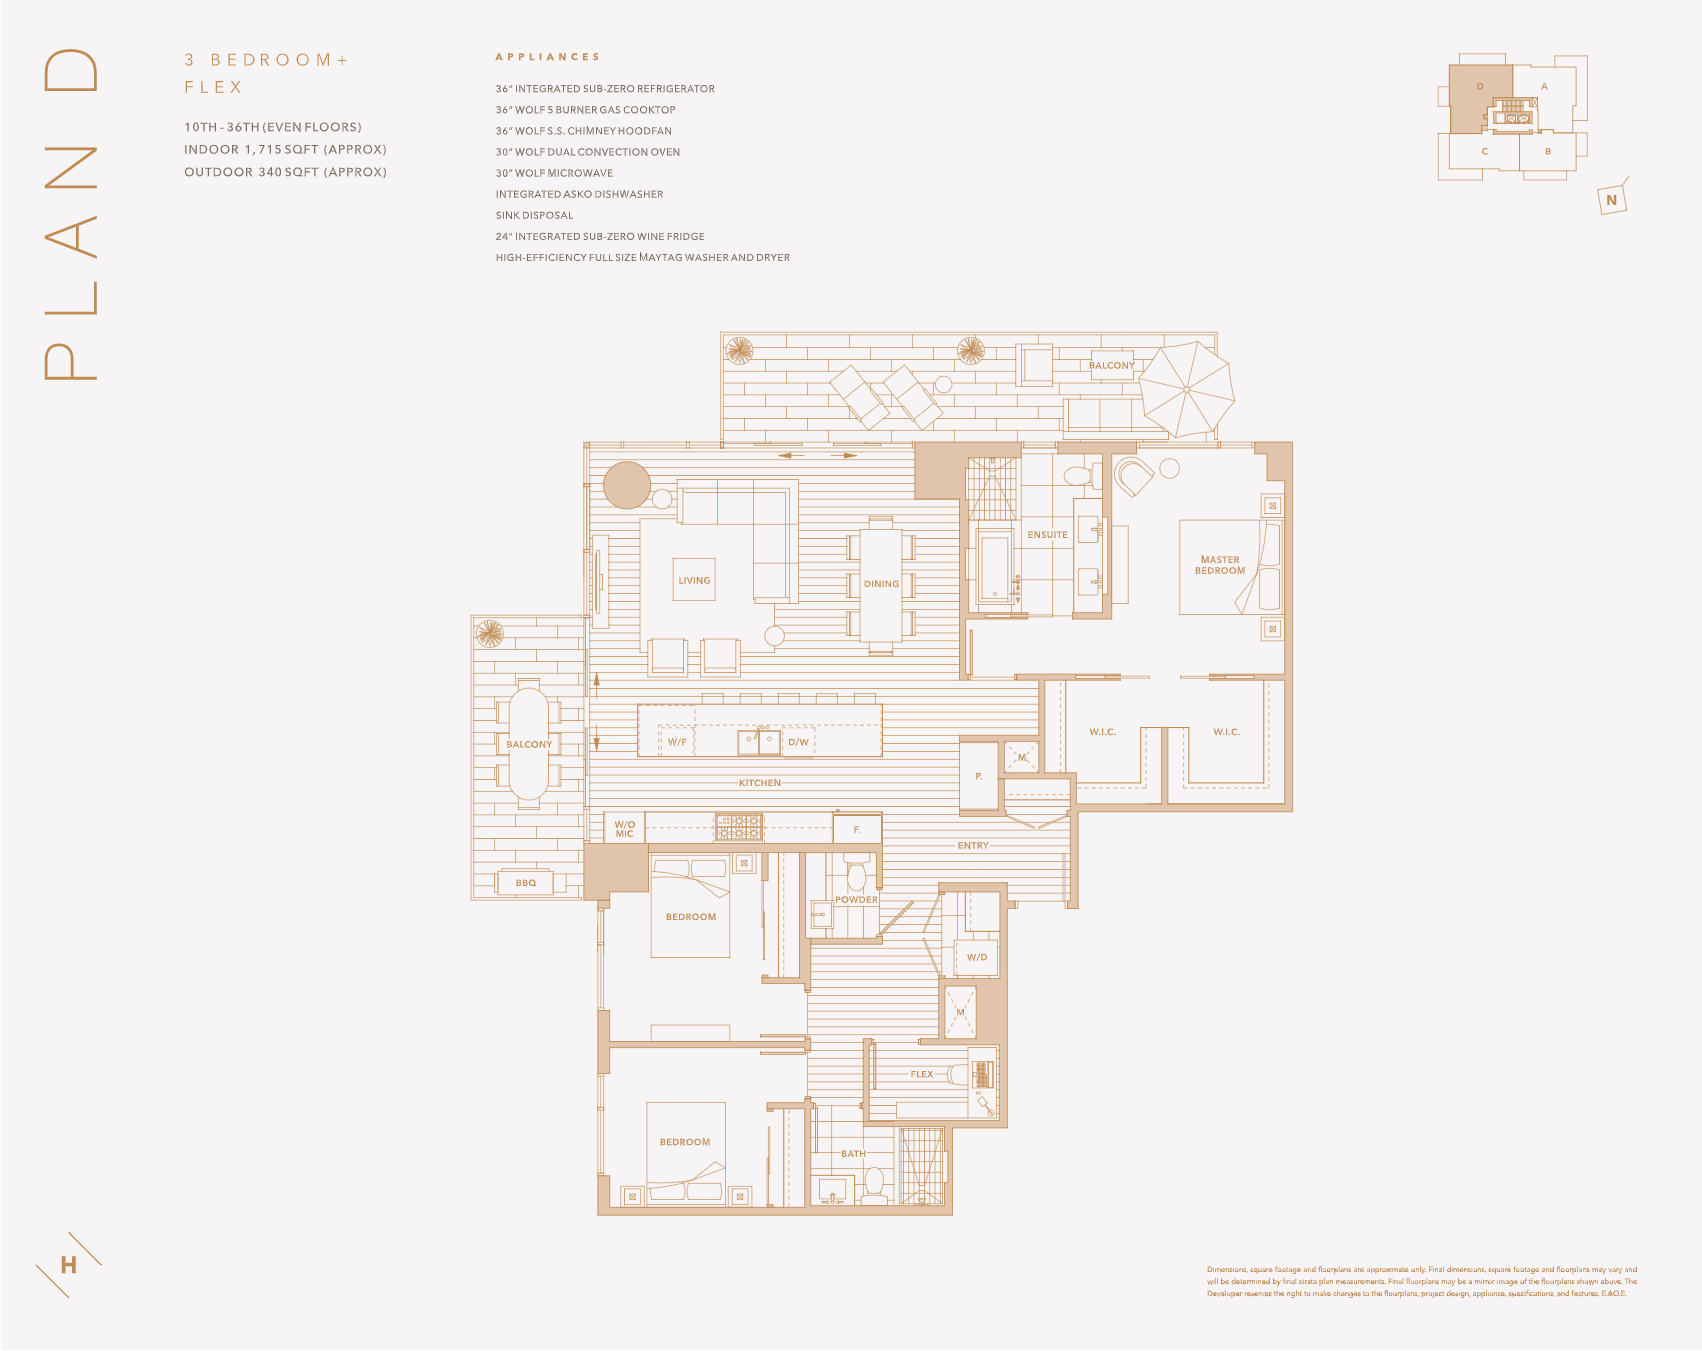 PLAN D
3 BEDROOM+
FLEX
10TH - 36TH (EVEN FLOORS)
INDOOR 1,715 SQFT (APPROX)
OUTDOOR 340 SQFT (APPROX)
APPLIANCES
36" INTEGRATED SUB-ZERO REFRIGERATOR
36" WOLF 5 BURNER GAS COOKTOP
36" WOLF S.S. CHIMNEY HOODFAN
30" WOLF DUAL CONVECTION OVEN
30" WOLF MICROWAVE
INTEGRATED ASKO DISHWASHER
SINK DISPOSAL
24" INTEGRATED SUB-ZERO WINE FRIDGE
HIGH-EFFICIENCY FULL SIZE MAYTAG WASHER AND DRYER
D
A
C
B
N
BALCONY
ENSUITE
MASTER
BEDROOM
LIVING
DINING
W.I.C.
W.I.C.
BALCONY
W/F
D/W
M.
P.
KITCHEN
W/O
MIC
F.
ENTRY
BBQ
POWDER
BEDROOM
W/D
M
FLEX
BEDROOM
BATH
H
Dimensions, square footage and floorplans are approximate only. Final dimensions, square footage and floorplans may vary and
will be determined by final strata plan measurements. Final floorplans may be a mirror image of the floorplans shown above. The
Developer reserves the right to make changes to the floorplans, project design, appliance, specifications, and features. E.&O.E.